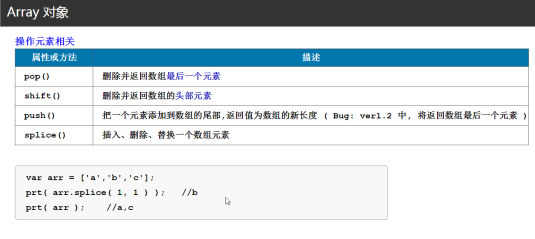 Array 对象
操作元素相关
属性或方法 描述
pop() 删除并返回数组最后一个元素
shift() 删除并返回数组的头部元素
push() 把一个元素添加到数组的尾部,返回值为数组的新长度 ( Bug: ver1.2 中, 将返回数组最后一个元素 )
splice() 插入、删除、替换一个数组元素
var arr = ['a','b','c'];
prt( arr.splice( 1, 1 ) ); //b
prt( arr ); //a,c